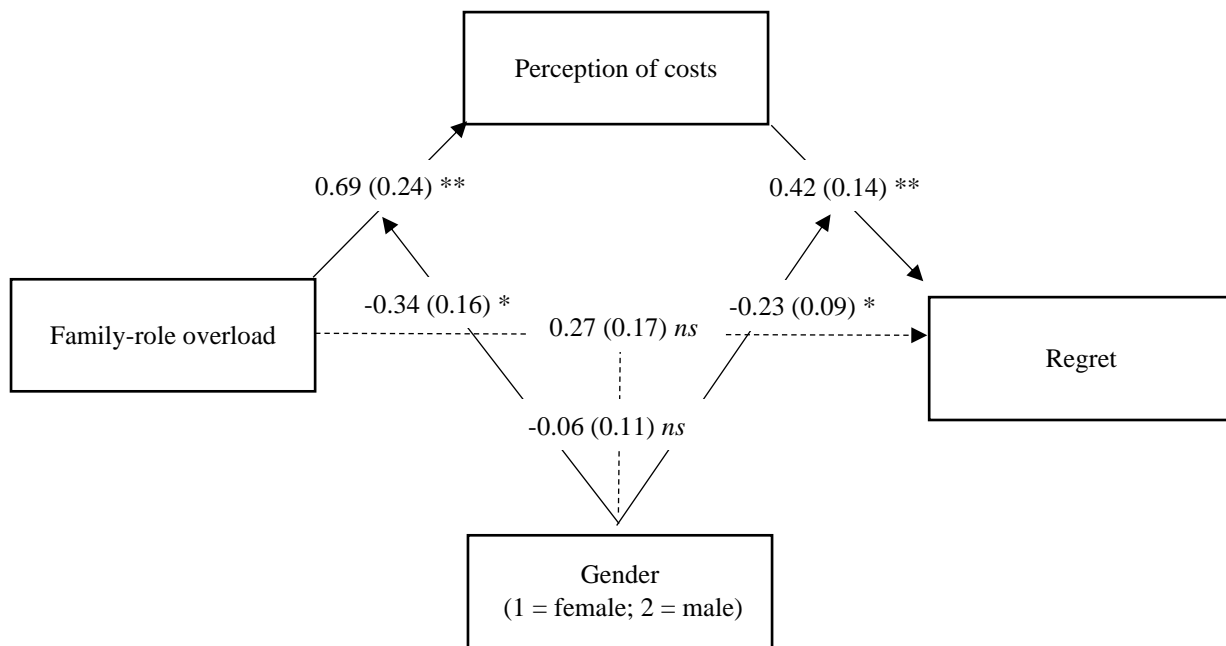 Perception of costs
0.69 (0.24) **
0.42 (0.14) **
Family-role overload
-0.34 (0.16) *
0.27 (0.17) ns
-0.23 (0.09) *
Regret
-0.06 (0.11) ns
Gender
(1 = female; 2 = male)